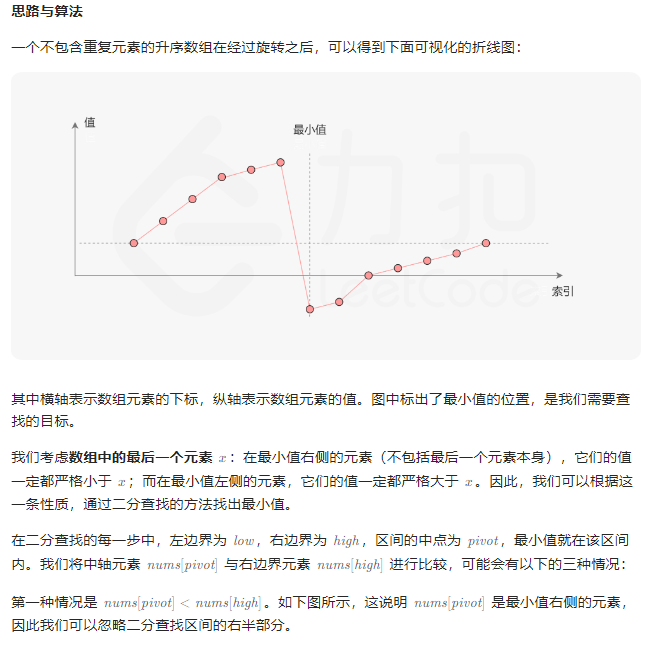 思路与算法
一个不包含重复元素的升序数组在经过旋转之后，可以得到下面可视化的折线图：
值
最小值
力扣
LeetCode
索引
其中横轴表示数组元素的下标，纵轴表示数组元素的值。图中标出了最小值的位置，是我们需要查
找的目标。
我们考虑数组中的最后一个元素 x：在最小值右侧的元素（不包括最后一个元素本身），它们的值
一定都严格小于 x；而在最小值左侧的元素，它们的值一定都严格大于 x。因此，我们可以根据这
一条性质，通过二分查找的方法找出最小值。
在二分查找的每一步中，左边界为 low，右边界为 high，区间的中点为 pivot，最小值就在该区间
内。我们将中轴元素 nums[pivot] 与右边界元素 nums[high] 进行比较，可能会有以下的三种情况：
第一种情况是 nums[pivot] < nums[high]。如下图所示，这说明 nums[pivot] 是最小值右侧的元素，
因此我们可以忽略二分查找区间的右半部分。